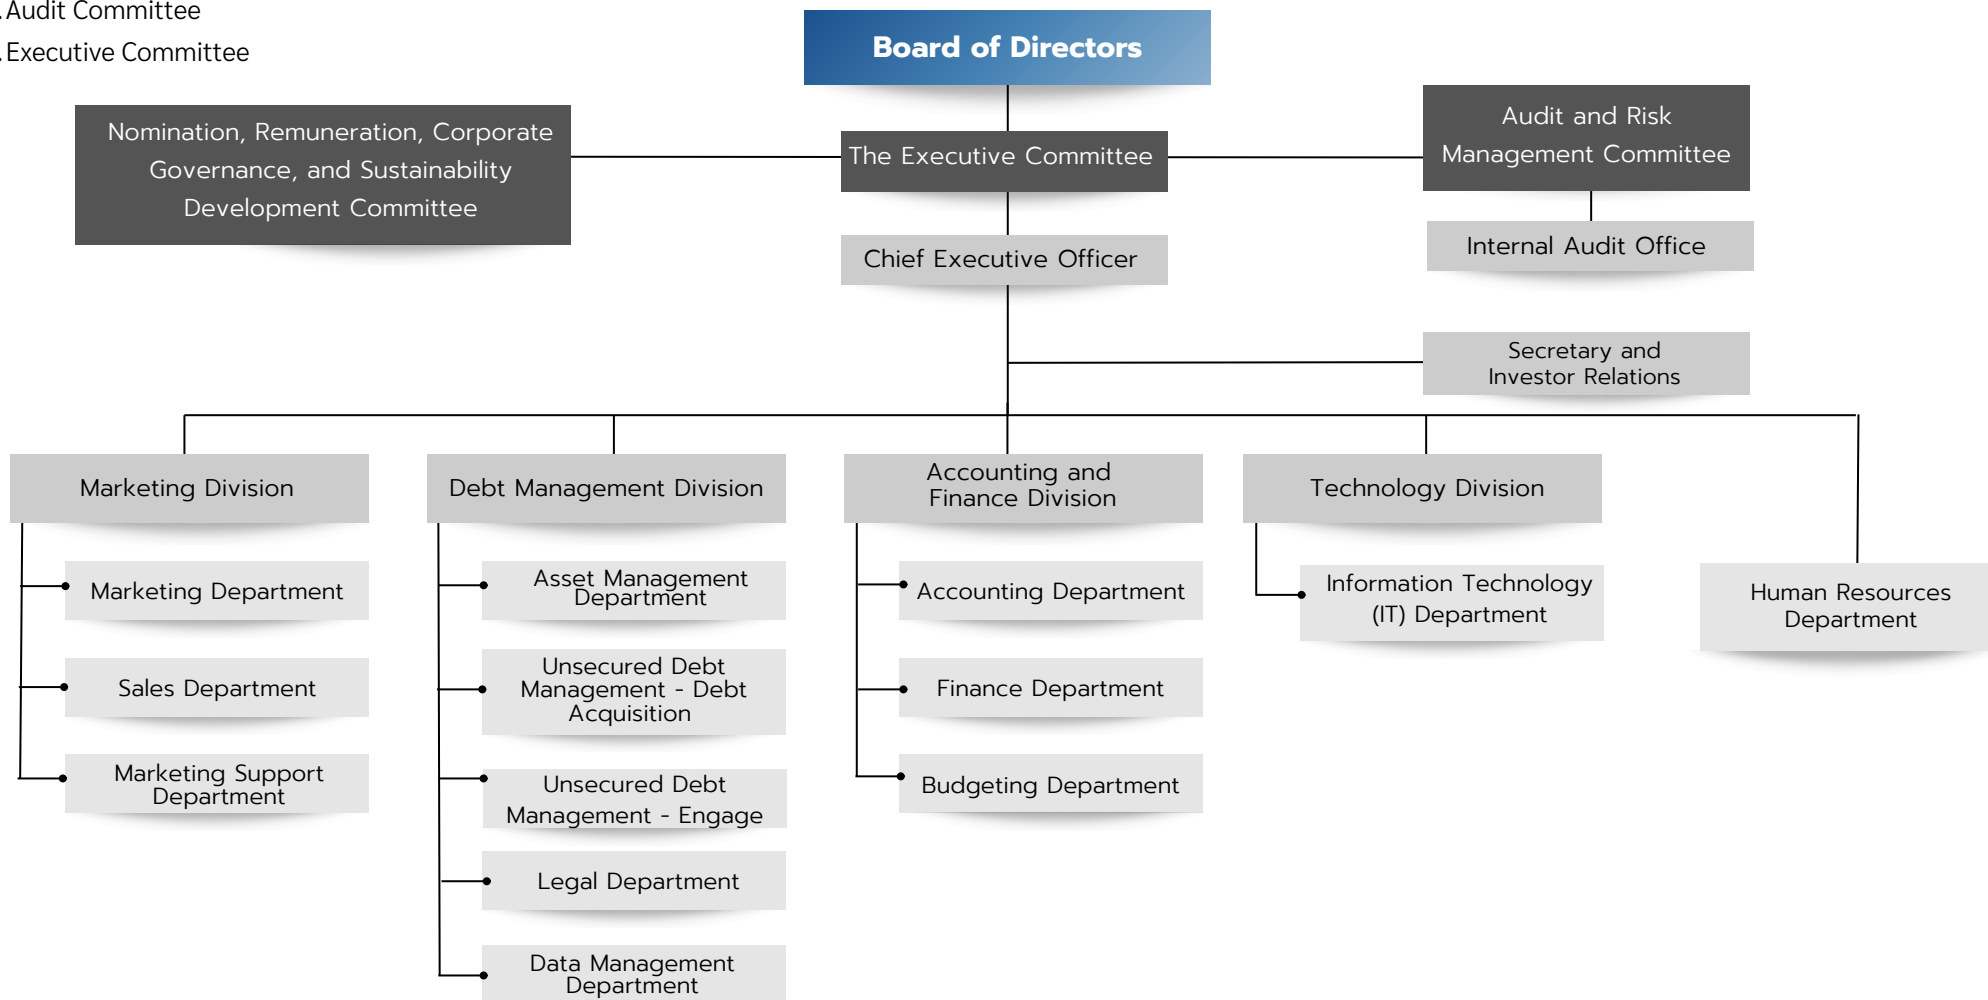 .Audit Committee
.Executive Committee
Board of Directors
Nomination, Remuneration, Corporate
Governance, and Sustainability
Development Committee
The Executive Committee
Audit and Risk
Management Committee
Chief Executive Officer
Internal Audit Office
Secretary and
Investor Relations
Marketing Division
Debt Management Division
Accounting and
Finance Division
Technology Division
Marketing Department
Sales Department
Marketing Support
Department
Asset Management
Department
Unsecured Debt
Management - Debt
Acquisition
Unsecured Debt
Management - Engage
Legal Department
Data Management
Department
Accounting Department
Finance Department
Budgeting Department
Information Technology
(IT) Department
Human Resources
Department